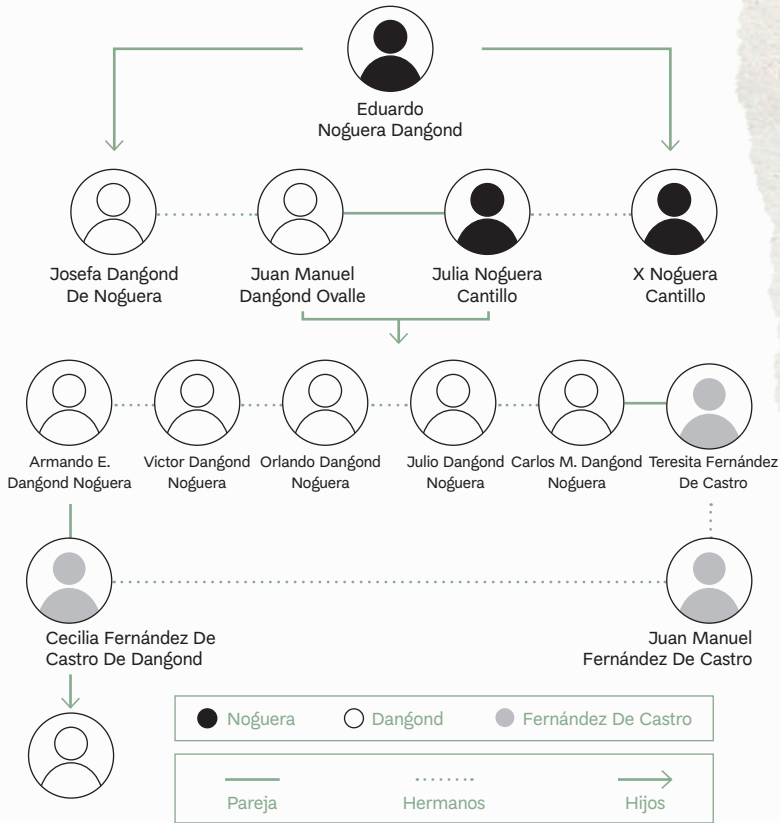 Eduardo
Noguera Dangond
Josefa Dangond
De Noguera
Juan Manuel
Dangond Ovalle
Julia Noguera
Cantillo
X Noguera
Cantillo
Armando E.
Dangond Noguera
Victor Dangond
Noguera
Orlando Dangond
Noguera
Julio Dangond
Noguera
Carlos M. Dangond
Noguera
Teresita Fernández
De Castro
Cecilia Fernández De
Castro De Dangond
Juan Manuel
Fernández De Castro
Noguera
Dangond
Fernández De Castro
Pareja
Hermanos
Hijos